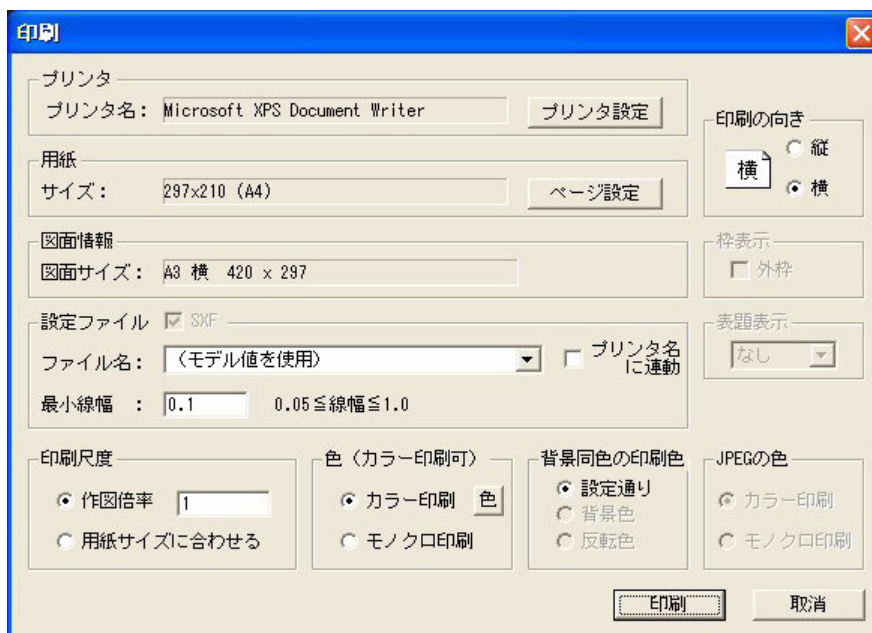 印刷
プリンタ
プリンタ名: Microsoft XPS Document Writer
プリンタ設定
用紙
サイズ: 297x210 (A4)
ページ設定
図面情報
図面サイズ: A3 横 420 x 297
設定ファイル SXF
ファイル名: (モデル値を使用)
プリンタ名
に連動
最小線幅 : 0.1 0.05≦線幅≦1.0
印刷の向き
横
縦
横
枠表示
外枠
表題表示
なし
印刷尺度
作図倍率 1
用紙サイズに合わせる
色(カラー印刷可)
カラー印刷 色
モノクロ印刷
背景同色の印刷色
設定通り
背景色
反転色
JPEGの色
カラー印刷
モノクロ印刷
印刷 取消